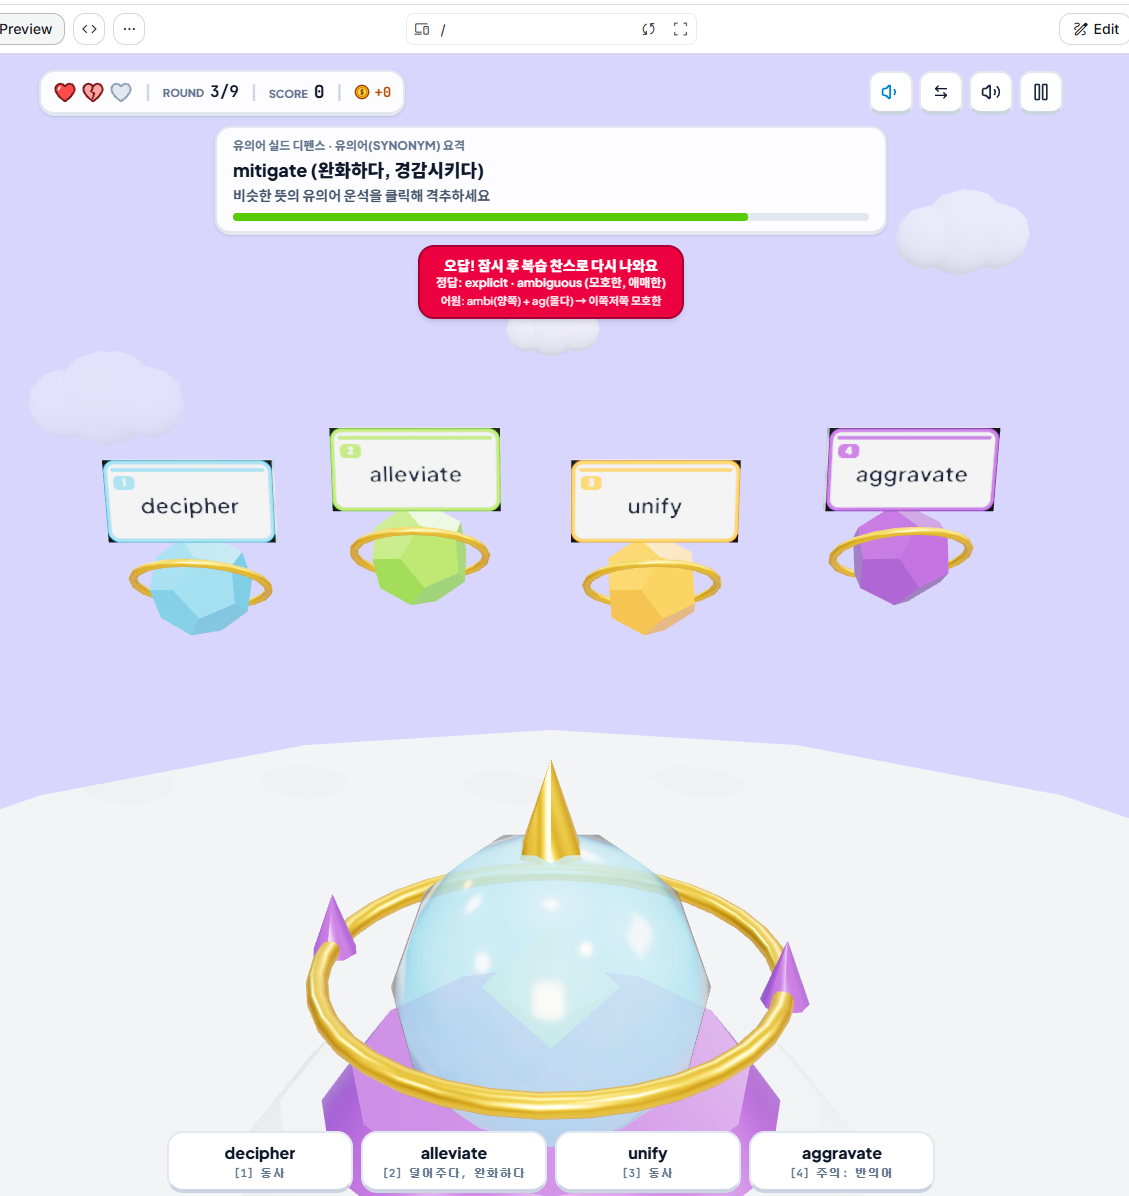 Preview
/
Edit
ROUND 3/9
SCORE 0
+0
유의어 실드 디펜스 · 유의어(SYNONYM) 요격
mitigate (완화하다, 경감시키다)
비슷한 뜻의 유의어 운석을 클릭해 격추하세요
오답! 잠시 후 복습 찬스로 다시 나와요
정답: explicit · ambiguous (모호한, 애매한)
어원: ambi(양쪽) + ag(몰다) → 이쪽저쪽 모호한
1
decipher
2
alleviate
3
unify
4
aggravate
decipher
[1] 동사
alleviate
[2] 덜어주다, 완화하다
unify
[3] 동사
aggravate
[4] 주의: 반의어